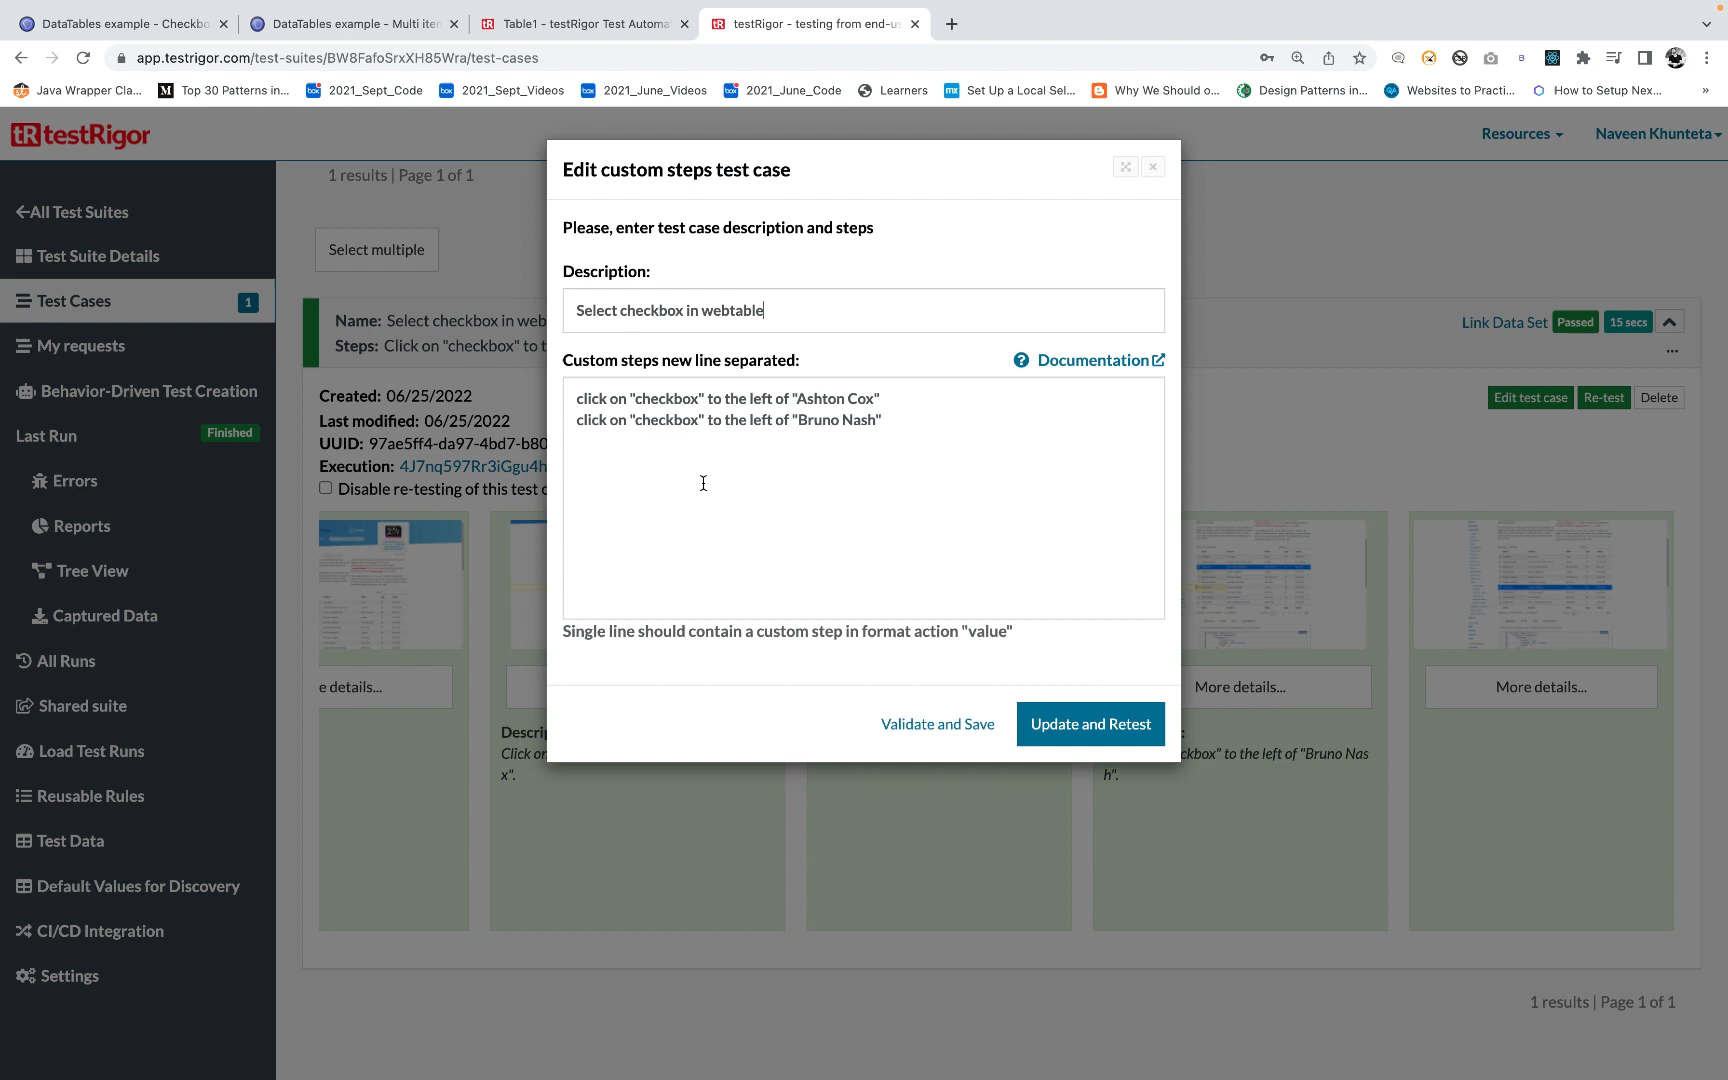 DataTables example - Checkbo
DataTables example - Multi iter
Table1 - testRigor Test Automa
testRigor - testing from end-us
app.testrigor.com/test-suites/BW8FafoSrxXH85Wra/test-cases
Java Wrapper Cla...
Top 30 Patterns in...
2021_Sept_Code
2021_Sept_Videos
2021_June_Videos
2021_June_Code
Learners
Set Up a Local Sel...
Why We Should o...
Design Patterns in...
Websites to Practi...
How to Setup Nex...
»
tR testRigor
Resources
Naveen Khunteta
All Test Suites
Test Suite Details
Test Cases 1
My requests
Behavior-Driven Test Creation
Last Run Finished
Errors
Reports
Tree View
Captured Data
All Runs
Shared suite
Load Test Runs
Reusable Rules
Test Data
Default Values for Discovery
CI/CD Integration
Settings
1 results | Page 1 of 1
Select multiple
Name: Select checkbox in web
Steps: Click on "checkbox" to t
Link Data Set Passed 15 secs
...
Created: 06/25/2022
Last modified: 06/25/2022
UUID: 97ae5ff4-da97-4bd7-b80
Execution: 4J7nq597Rr3iGgu4h
Disable re-testing of this test c
Edit test case Re-test Delete
Edit custom steps test case
Please, enter test case description and steps
Description:
Select checkbox in webtable
Custom steps new line separated:
? Documentation
click on "checkbox" to the left of "Ashton Cox"
click on "checkbox" to the left of "Bruno Nash"
Single line should contain a custom step in format action "value"
Validate and Save
Update and Retest
e details...
More details...
More details...
Descrip
Click on
x".
:
ckbox" to the left of "Bruno Nas
h".
1 results | Page 1 of 1